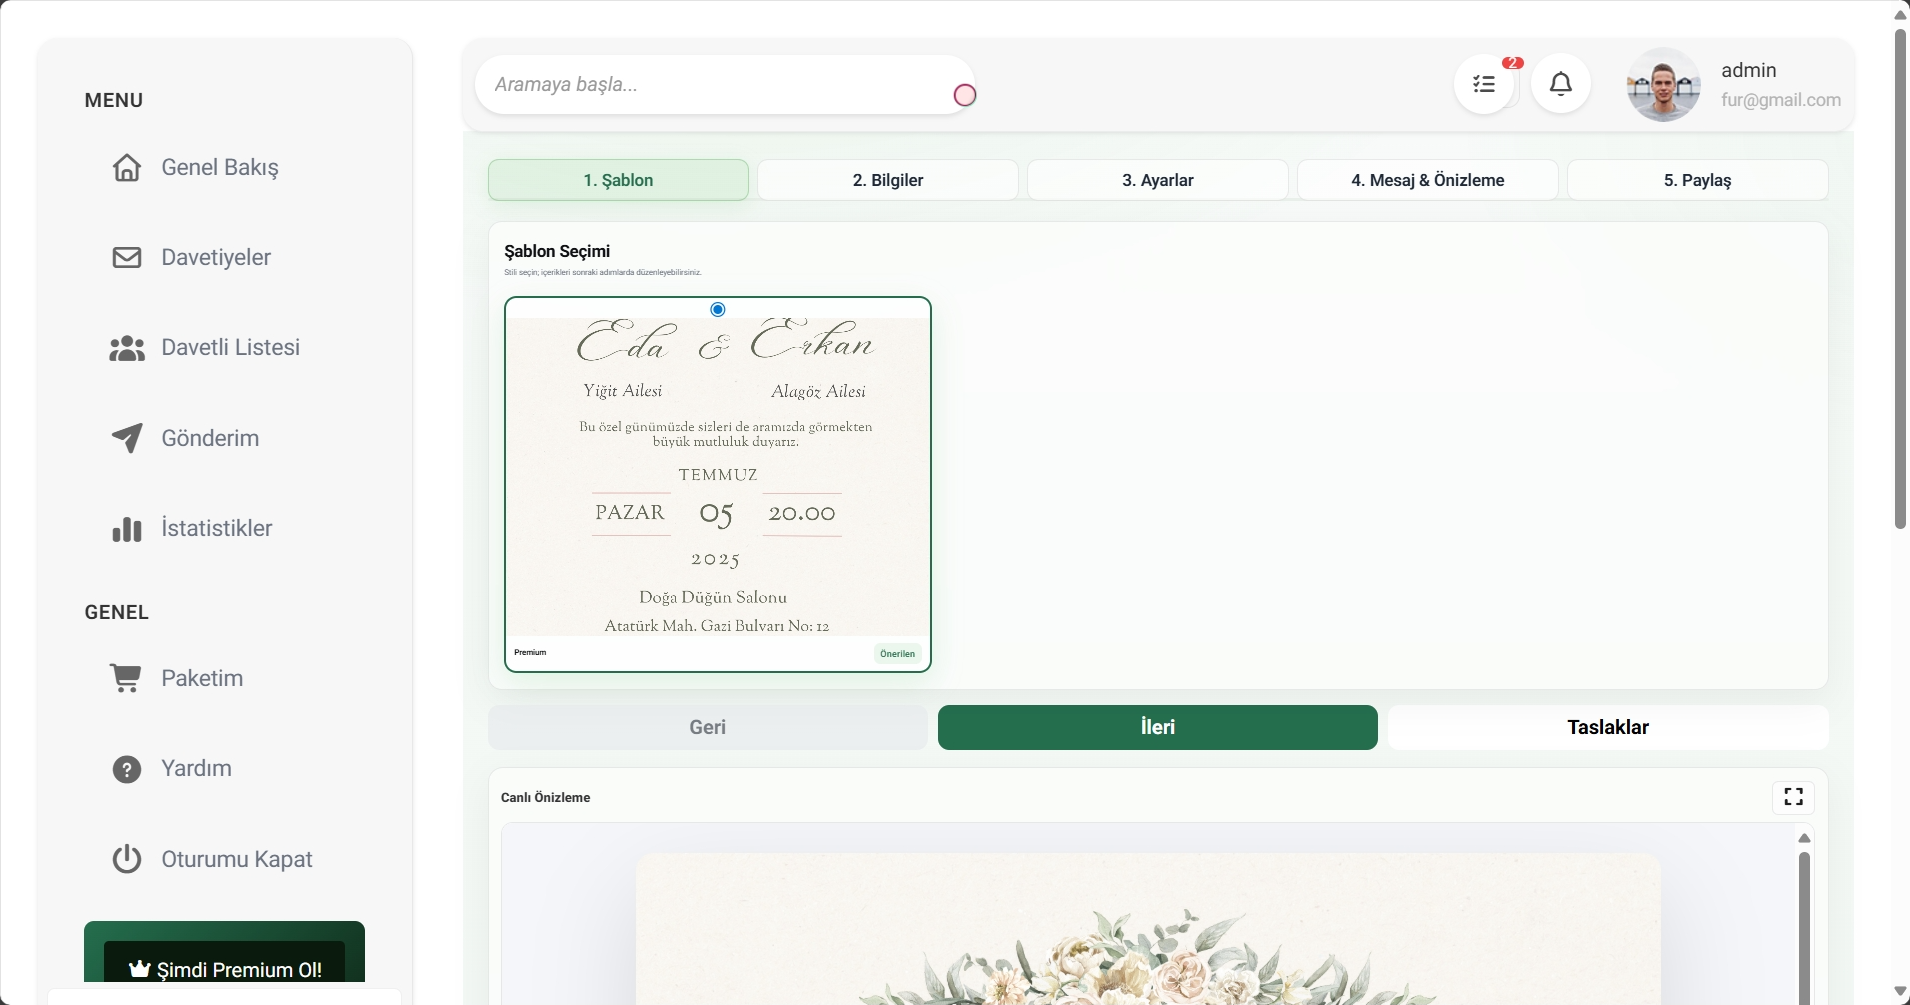 MENU
Genel Bakış
Davetiyeler
Davetli Listesi
Gönderim
İstatistikler
GENEL
Paketim
Yardım
Oturumu Kapat
Şimdi Premium Ol!
Aramaya başla...
2
admin
fur@gmail.com
1. Şablon
2. Bilgiler
3. Ayarlar
4. Mesaj & Önizleme
5. Paylaş
Şablon Seçimi
Stili seçin; içerikleri sonraki adımlarda düzenleyebilirsiniz.
Eda & Erkan
Yiğit Ailesi
Alagöz Ailesi
Bu özel günümüzde sizleri de aramızda görmekten
büyük mutluluk duyarız.
TEMMUZ
PAZAR 05 20.00
2025
Doğa Düğün Salonu
Atatürk Mah. Gazi Bulvarı No: 12
Premium
Önerilen
Geri
İleri
Taslaklar
Canlı Önizleme